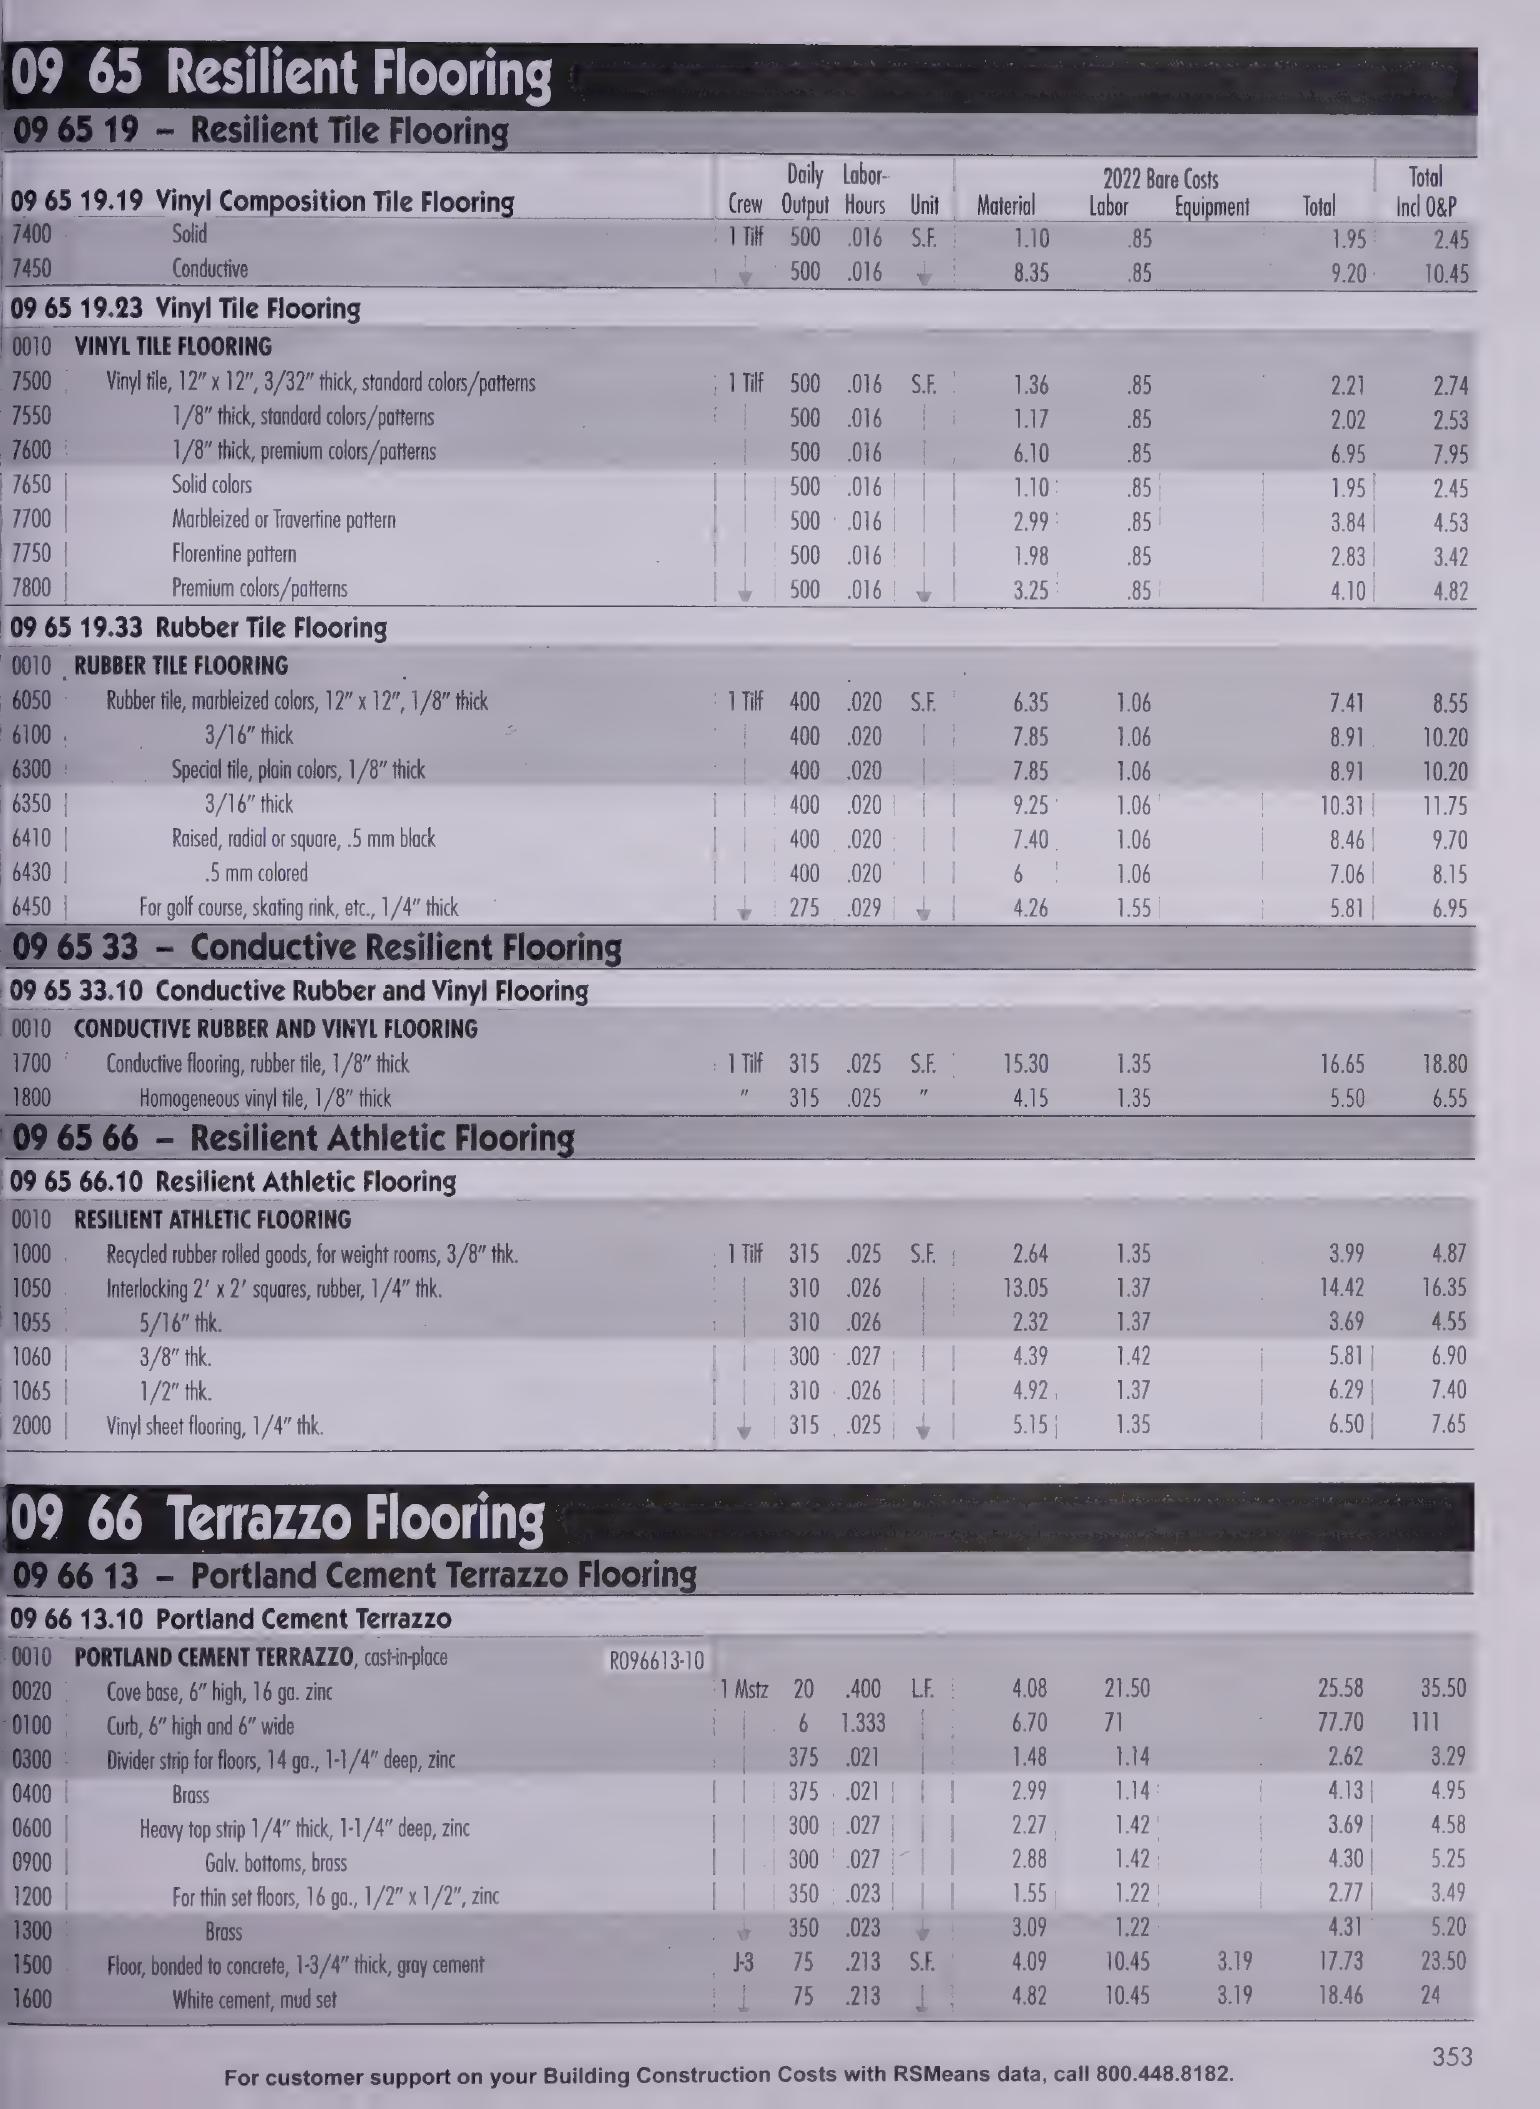 09 65 Resilient Flooring
09 65 19 – Resilient Tile Flooring
09 65 19.19 Vinyl Composition Tile Flooring Crew Daily Output Labor-Hours Unit Material 2022 Bare Costs Labor Equipment Total Total Incl O&P
7400 Solid 1 Tilf 500 .016 S.F. 1.10 .85 1.95 2.45
7450 Conductive 500 .016 8.35 .85 9.20 10.45
09 65 19.23 Vinyl Tile Flooring
0010 VINYL TILE FLOORING
7500 Vinyl tile, 12" x 12", 3/32" thick, standard colors/patterns 1 Tilf 500 .016 S.F. 1.36 .85 2.21 2.74
7550 1/8" thick, standard colors/patterns 500 .016 1.17 .85 2.02 2.53
7600 1/8" thick, premium colors/patterns 500 .016 6.10 .85 6.95 7.95
7650 Solid colors 500 .016 1.10 .85 1.95 2.45
7700 Marbleized or Travertine pattern 500 .016 2.99 .85 3.84 4.53
7750 Florentine pattern 500 .016 1.98 .85 2.83 3.42
7800 Premium colors/patterns 500 .016 3.25 .85 4.10 4.82
09 65 19.33 Rubber Tile Flooring
0010 RUBBER TILE FLOORING
6050 Rubber tile, marbleized colors, 12" x 12", 1/8" thick 1 Tilf 400 .020 S.F. 6.35 1.06 7.41 8.55
6100 3/16" thick 400 .020 7.85 1.06 8.91 10.20
6300 Special tile, plain colors, 1/8" thick 400 .020 7.85 1.06 8.91 10.20
6350 3/16" thick 400 .020 9.25 1.06 10.31 11.75
6410 Raised, radial or square, .5 mm black 400 .020 7.40 1.06 8.46 9.70
6430 .5 mm colored 400 .020 6 1.06 7.06 8.15
6450 For golf course, skating rink, etc., 1/4" thick 275 .029 4.26 1.55 5.81 6.95
09 65 33 – Conductive Resilient Flooring
09 65 33.10 Conductive Rubber and Vinyl Flooring
0010 CONDUCTIVE RUBBER AND VINYL FLOORING
1700 Conductive flooring, rubber tile, 1/8" thick 1 Tilf 315 .025 S.F. 15.30 1.35 16.65 18.80
1800 Homogeneous vinyl tile, 1/8" thick " 315 .025 " 4.15 1.35 5.50 6.55
09 65 66 – Resilient Athletic Flooring
09 65 66.10 Resilient Athletic Flooring
0010 RESILIENT ATHLETIC FLOORING
1000 Recycled rubber rolled goods, for weight rooms, 3/8" thk. 1 Tilf 315 .025 S.F. 2.64 1.35 3.99 4.87
1050 Interlocking 2' x 2' squares, rubber, 1/4" thk. 310 .026 13.05 1.37 14.42 16.35
1055 5/16" thk. 310 .026 2.32 1.37 3.69 4.55
1060 3/8" thk. 300 .027 4.39 1.42 5.81 6.90
1065 1/2" thk. 310 .026 4.92 1.37 6.29 7.40
2000 Vinyl sheet flooring, 1/4" thk. 315 .025 5.15 1.35 6.50 7.65
09 66 Terrazzo Flooring
09 66 13 – Portland Cement Terrazzo Flooring
09 66 13.10 Portland Cement Terrazzo
0010 PORTLAND CEMENT TERRAZZO, cast-in-place R096613-10
0020 Cove base, 6" high, 16 ga. zinc 1 Mstz 20 .400 L.F. 4.08 21.50 25.58 35.50
0100 Curb, 6" high and 6" wide 6 1.333 6.70 71 77.70 111
0300 Divider strip for floors, 14 ga., 1-1/4" deep, zinc 375 .021 1.48 1.14 2.62 3.29
0400 Brass 375 .021 2.99 1.14 4.13 4.95
0600 Heavy top strip 1/4" thick, 1-1/4" deep, zinc 300 .027 2.27 1.42 3.69 4.58
0900 Galv. bottoms, brass 300 .027 2.88 1.42 4.30 5.25
1200 For thin set floors, 16 ga., 1/2" x 1/2", zinc 350 .023 1.55 1.22 2.77 3.49
1300 Brass 350 .023 3.09 1.22 4.31 5.20
1500 Floor, bonded to concrete, 1-3/4" thick, gray cement J-3 75 .213 S.F. 4.09 10.45 3.19 17.73 23.50
1600 White cement, mud set 75 .213 4.82 10.45 3.19 18.46 24
353
For customer support on your Building Construction Costs with RSMeans data, call 800.448.8182.